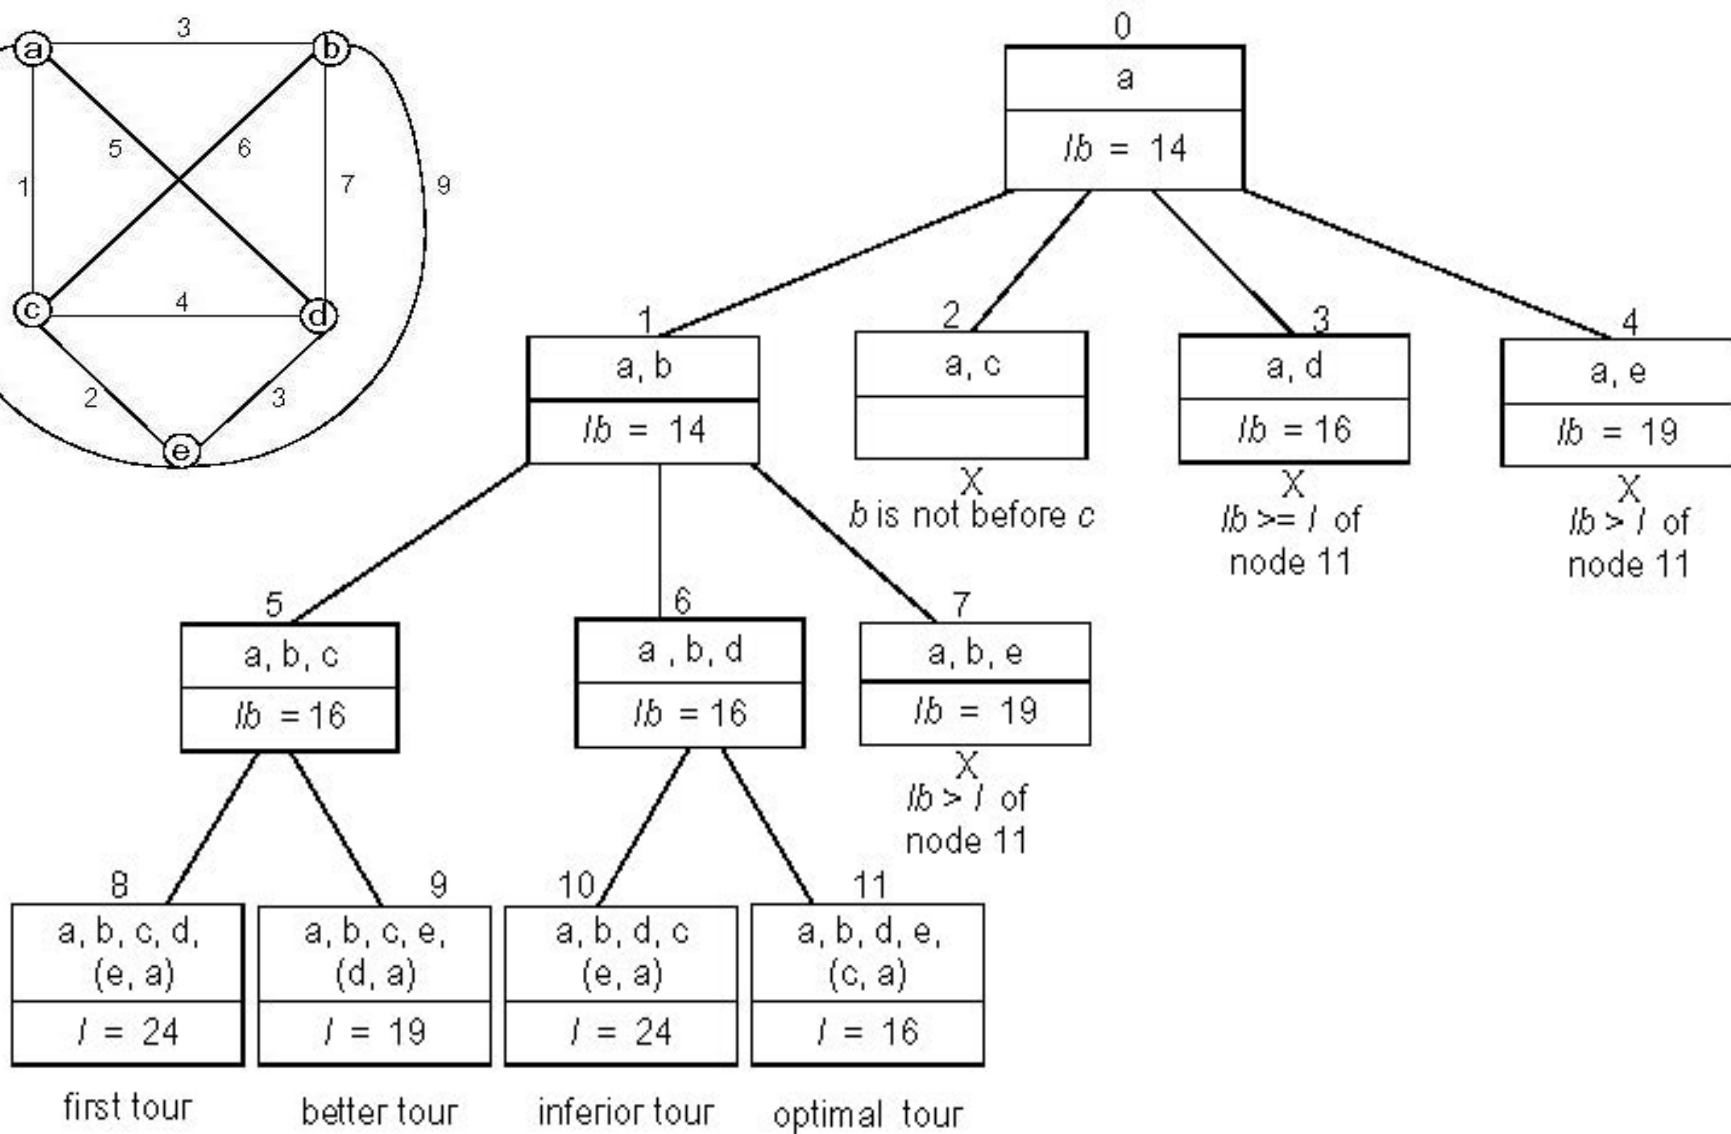 a
3
b
5
6
1
7
9
c
4
d
2
3
e
0
a
lb = 14
1
a, b
lb = 14
2
a, c
X
b is not before c
3
a, d
lb = 16
X
lb >= l of
node 11
4
a, e
lb = 19
X
lb > l of
node 11
5
a, b, c
lb = 16
6
a , b, d
lb = 16
7
a, b, e
lb = 19
X
lb > l of
node 11
8
a, b, c, d,
(e, a)
l = 24
first tour
9
a, b, c, e,
(d, a)
l = 19
better tour
10
a, b, d, c
(e, a)
l = 24
inferior tour
11
a, b, d, e,
(c, a)
l = 16
optimal tour